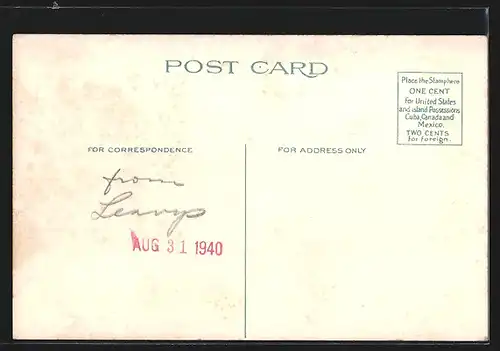 POST CARD
Place the Stamp here
ONE CENT
For United States
and island Possessions
Cuba, Canada and
Mexico.
TWO CENTS
for foreign.
FOR CORRESPONDENCE
FOR ADDRESS ONLY
from
AUG 31 1940